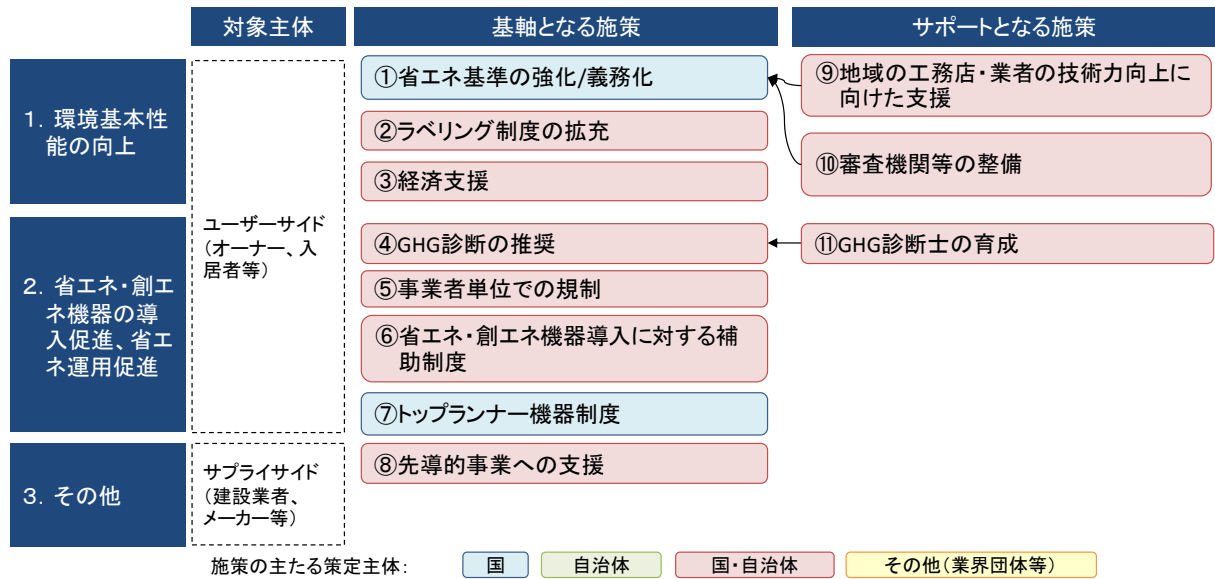 対象主体
基軸となる施策
サポートとなる施策
1．環境基本性
能の向上
2．省エネ・創エ
ネ機器の導
入促進、省エ
ネ運用促進
3．その他
ユーザーサイド
（オーナー、入
居者等）
サプライサイド
（建設業者、
メーカー等）
①省エネ基準の強化/義務化
②ラベリング制度の拡充
③経済支援
④GHG診断の推奨
⑤事業者単位での規制
⑥省エネ・創エネ機器導入に対する補
助制度
⑦トップランナー機器制度
⑧先導的事業への支援
⑨地域の工務店・業者の技術力向上に
向けた支援
⑩審査機関等の整備
⑪GHG診断士の育成
施策の主たる策定主体：
国
自治体
国・自治体
その他（業界団体等）